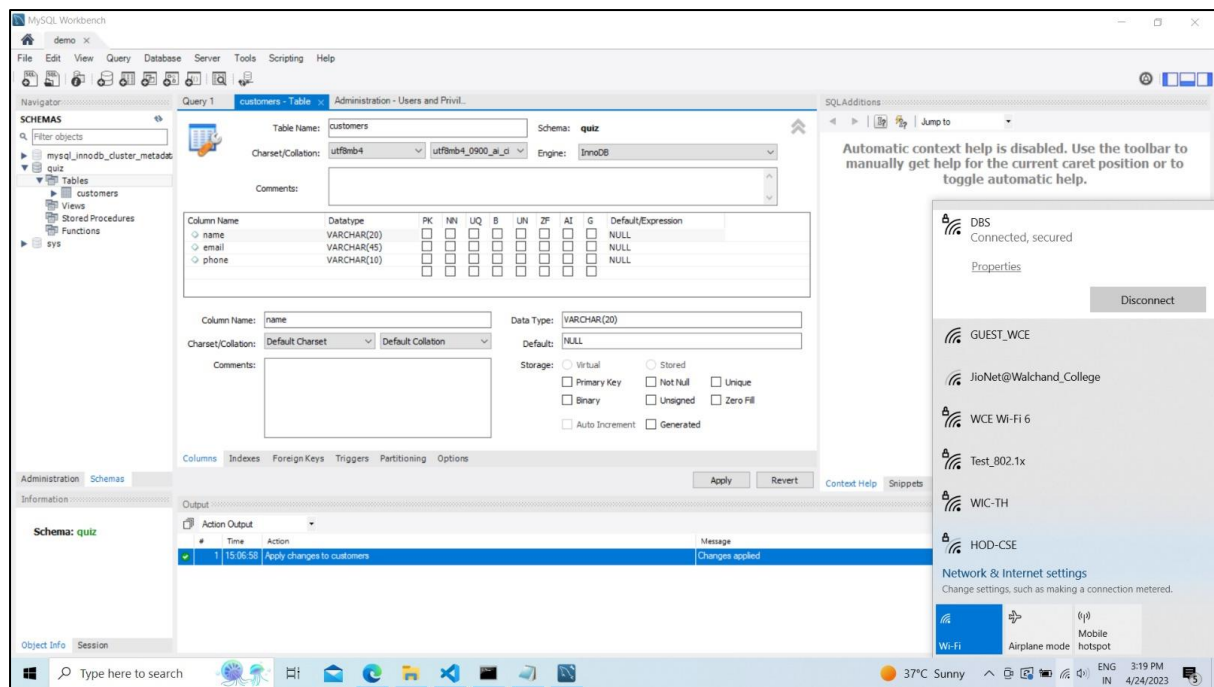 MySQL Workbench
demo
File Edit View Query Database Server Tools Scripting Help
Navigator
SCHEMAS
Filter objects
mysql_innodb_cluster_metadat
quiz
Tables
customers
Views
Stored Procedures
Functions
sys
Administration Schemas
Information
Schema: quiz
Object Info Session
Query 1 customers - Table Administration - Users and Privil...
Table Name: customers Schema: quiz
Charset/Collation: utf8mb4 utf8mb4_0900_ai_ci Engine: InnoDB
Comments:
Column Name Datatype PK NN UQ B UN ZF AI G Default/Expression
name VARCHAR(20) NULL
email VARCHAR(45) NULL
phone VARCHAR(10) NULL
Column Name: name Data Type: VARCHAR(20)
Charset/Collation: Default Charset Default Collation Default: NULL
Comments: Storage: Virtual Stored
Primary Key Not Null Unique
Binary Unsigned Zero Fill
Auto Increment Generated
Columns Indexes Foreign Keys Triggers Partitioning Options
Apply Revert
Output
Action Output
# Time Action Message
1 15:06:58 Apply changes to customers Changes applied
SQLAdditions
Jump to
Automatic context help is disabled. Use the toolbar to
manually get help for the current caret position or to
toggle automatic help.
Context Help Snippets
DBS
Connected, secured
Properties
Disconnect
GUEST_WCE
JioNet@Walchand_College
WCE Wi-Fi 6
Test_802.1x
WIC-TH
HOD-CSE
Network & Internet settings
Change settings, such as making a connection metered.
Wi-Fi Airplane mode Mobile hotspot
Type here to search
37°C Sunny
ENG
IN
3:19 PM
4/24/2023
5